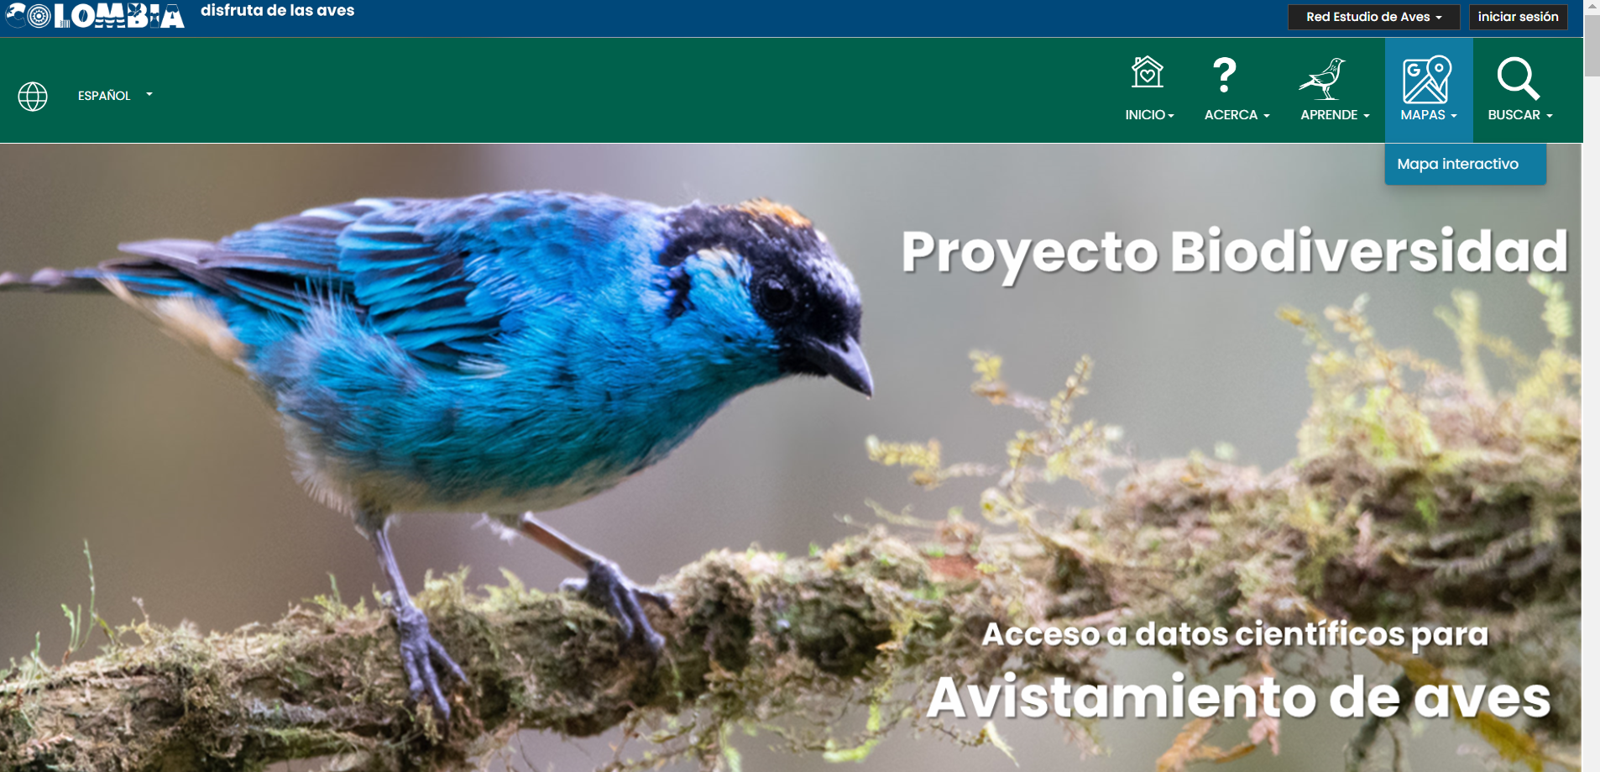 COLOMBIA
disfruta de las aves
Red Estudio de Aves
iniciar sesión
ESPAÑOL
INICIO
ACERCA
APRENDE
G
MAPAS
BUSCAR
Mapa interactivo
Proyecto Biodiversidad
Acceso a datos científicos para
Avistamiento de aves